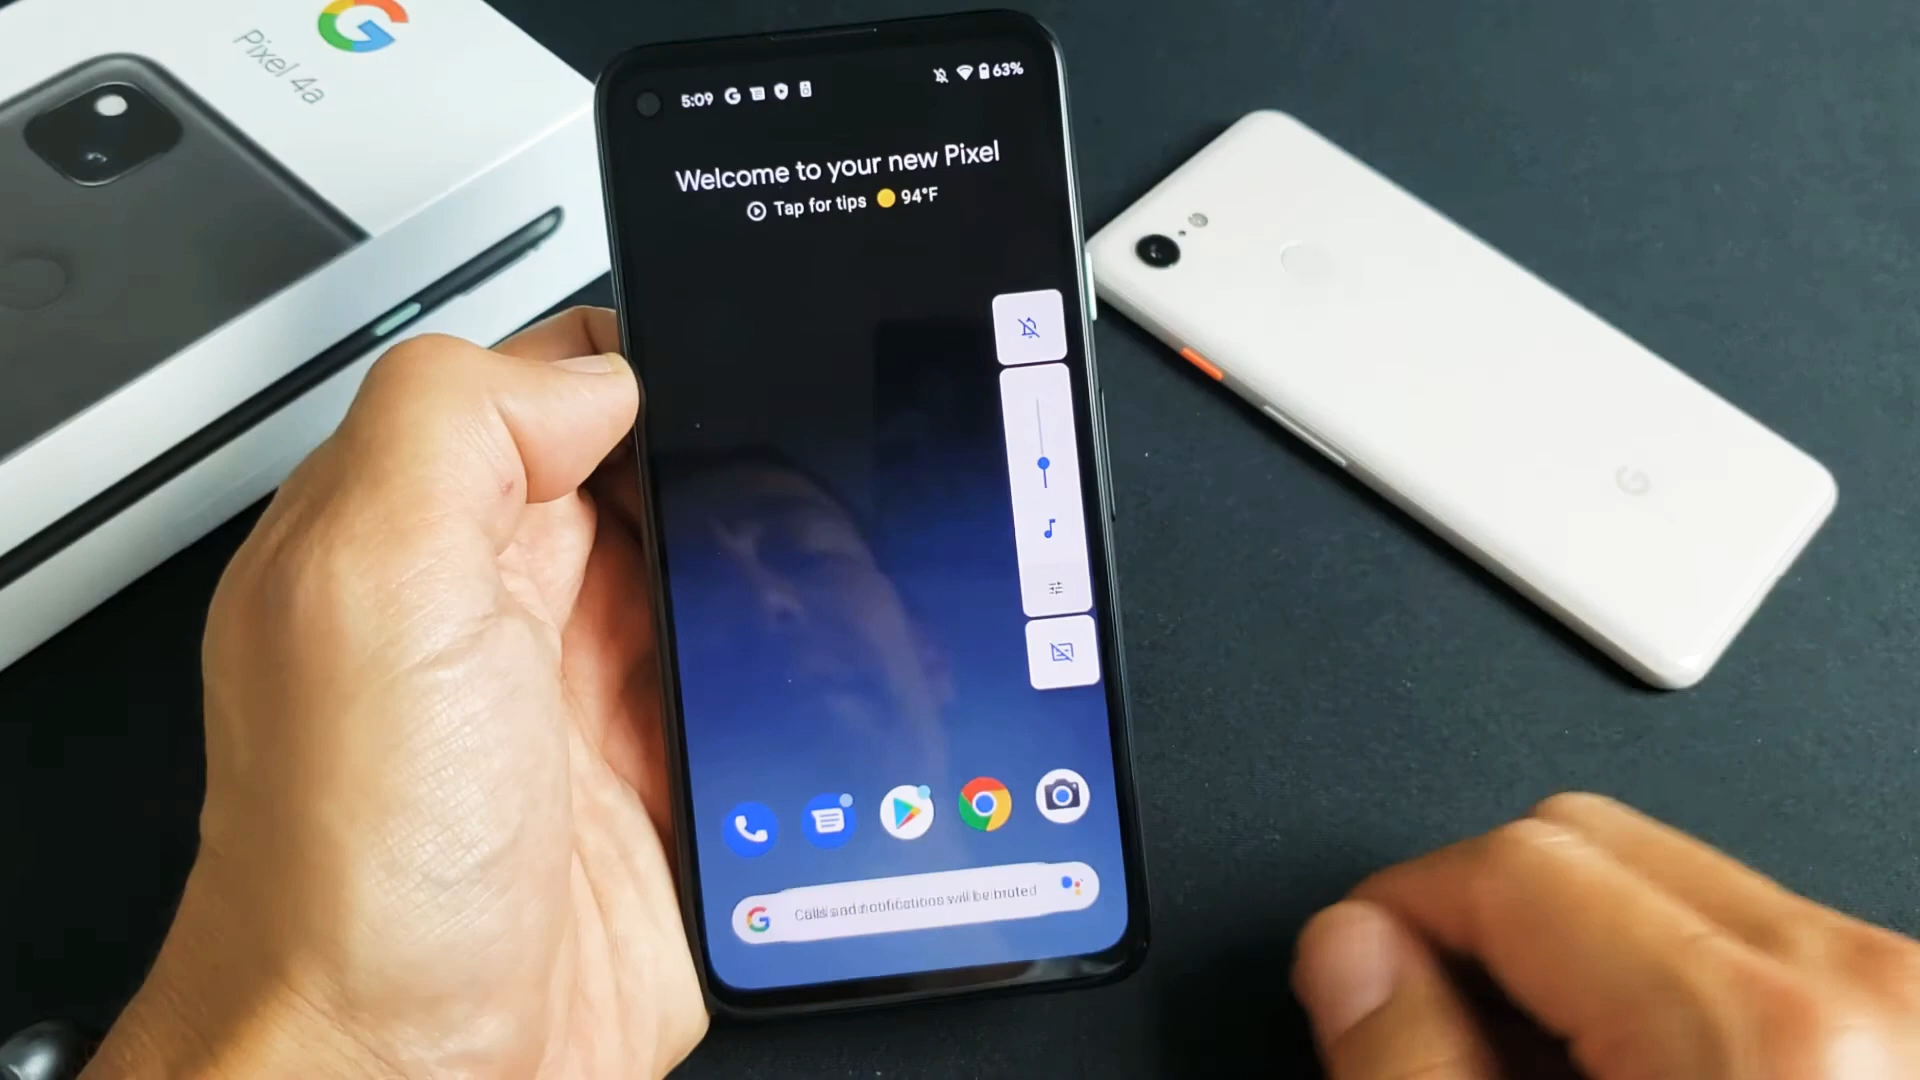 Pixel 4a
5:09
63%
Welcome to your new Pixel
Tap for tips 94°F
Calls and notifications will be muted